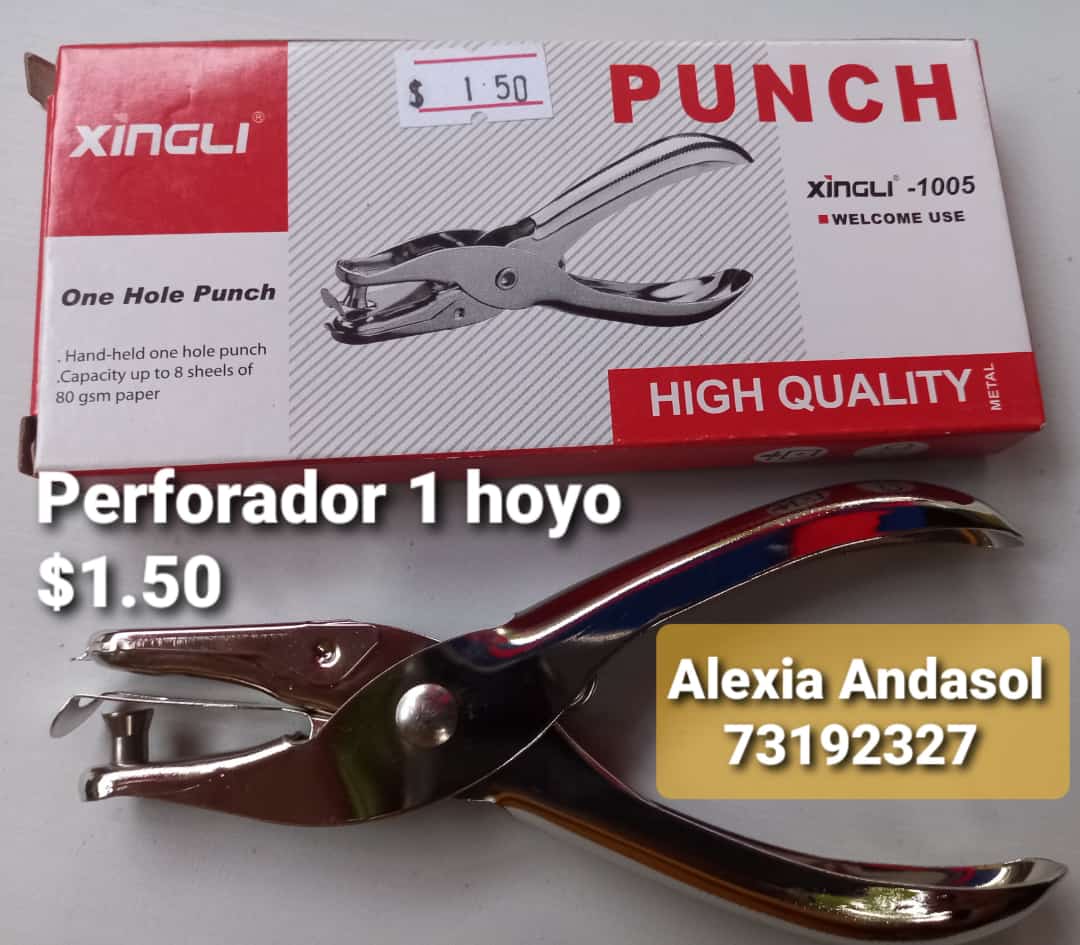 $ 1.50
PUNCH
XINGLI®
XINGLI® -1005
■WELCOME USE
One Hole Punch
. Hand-held one hole punch
.Capacity up to 8 sheels of
80 gsm paper
HIGH QUALITY
METAL
Perforador 1 hoyo
$1.50
Alexia Andasol
73192327